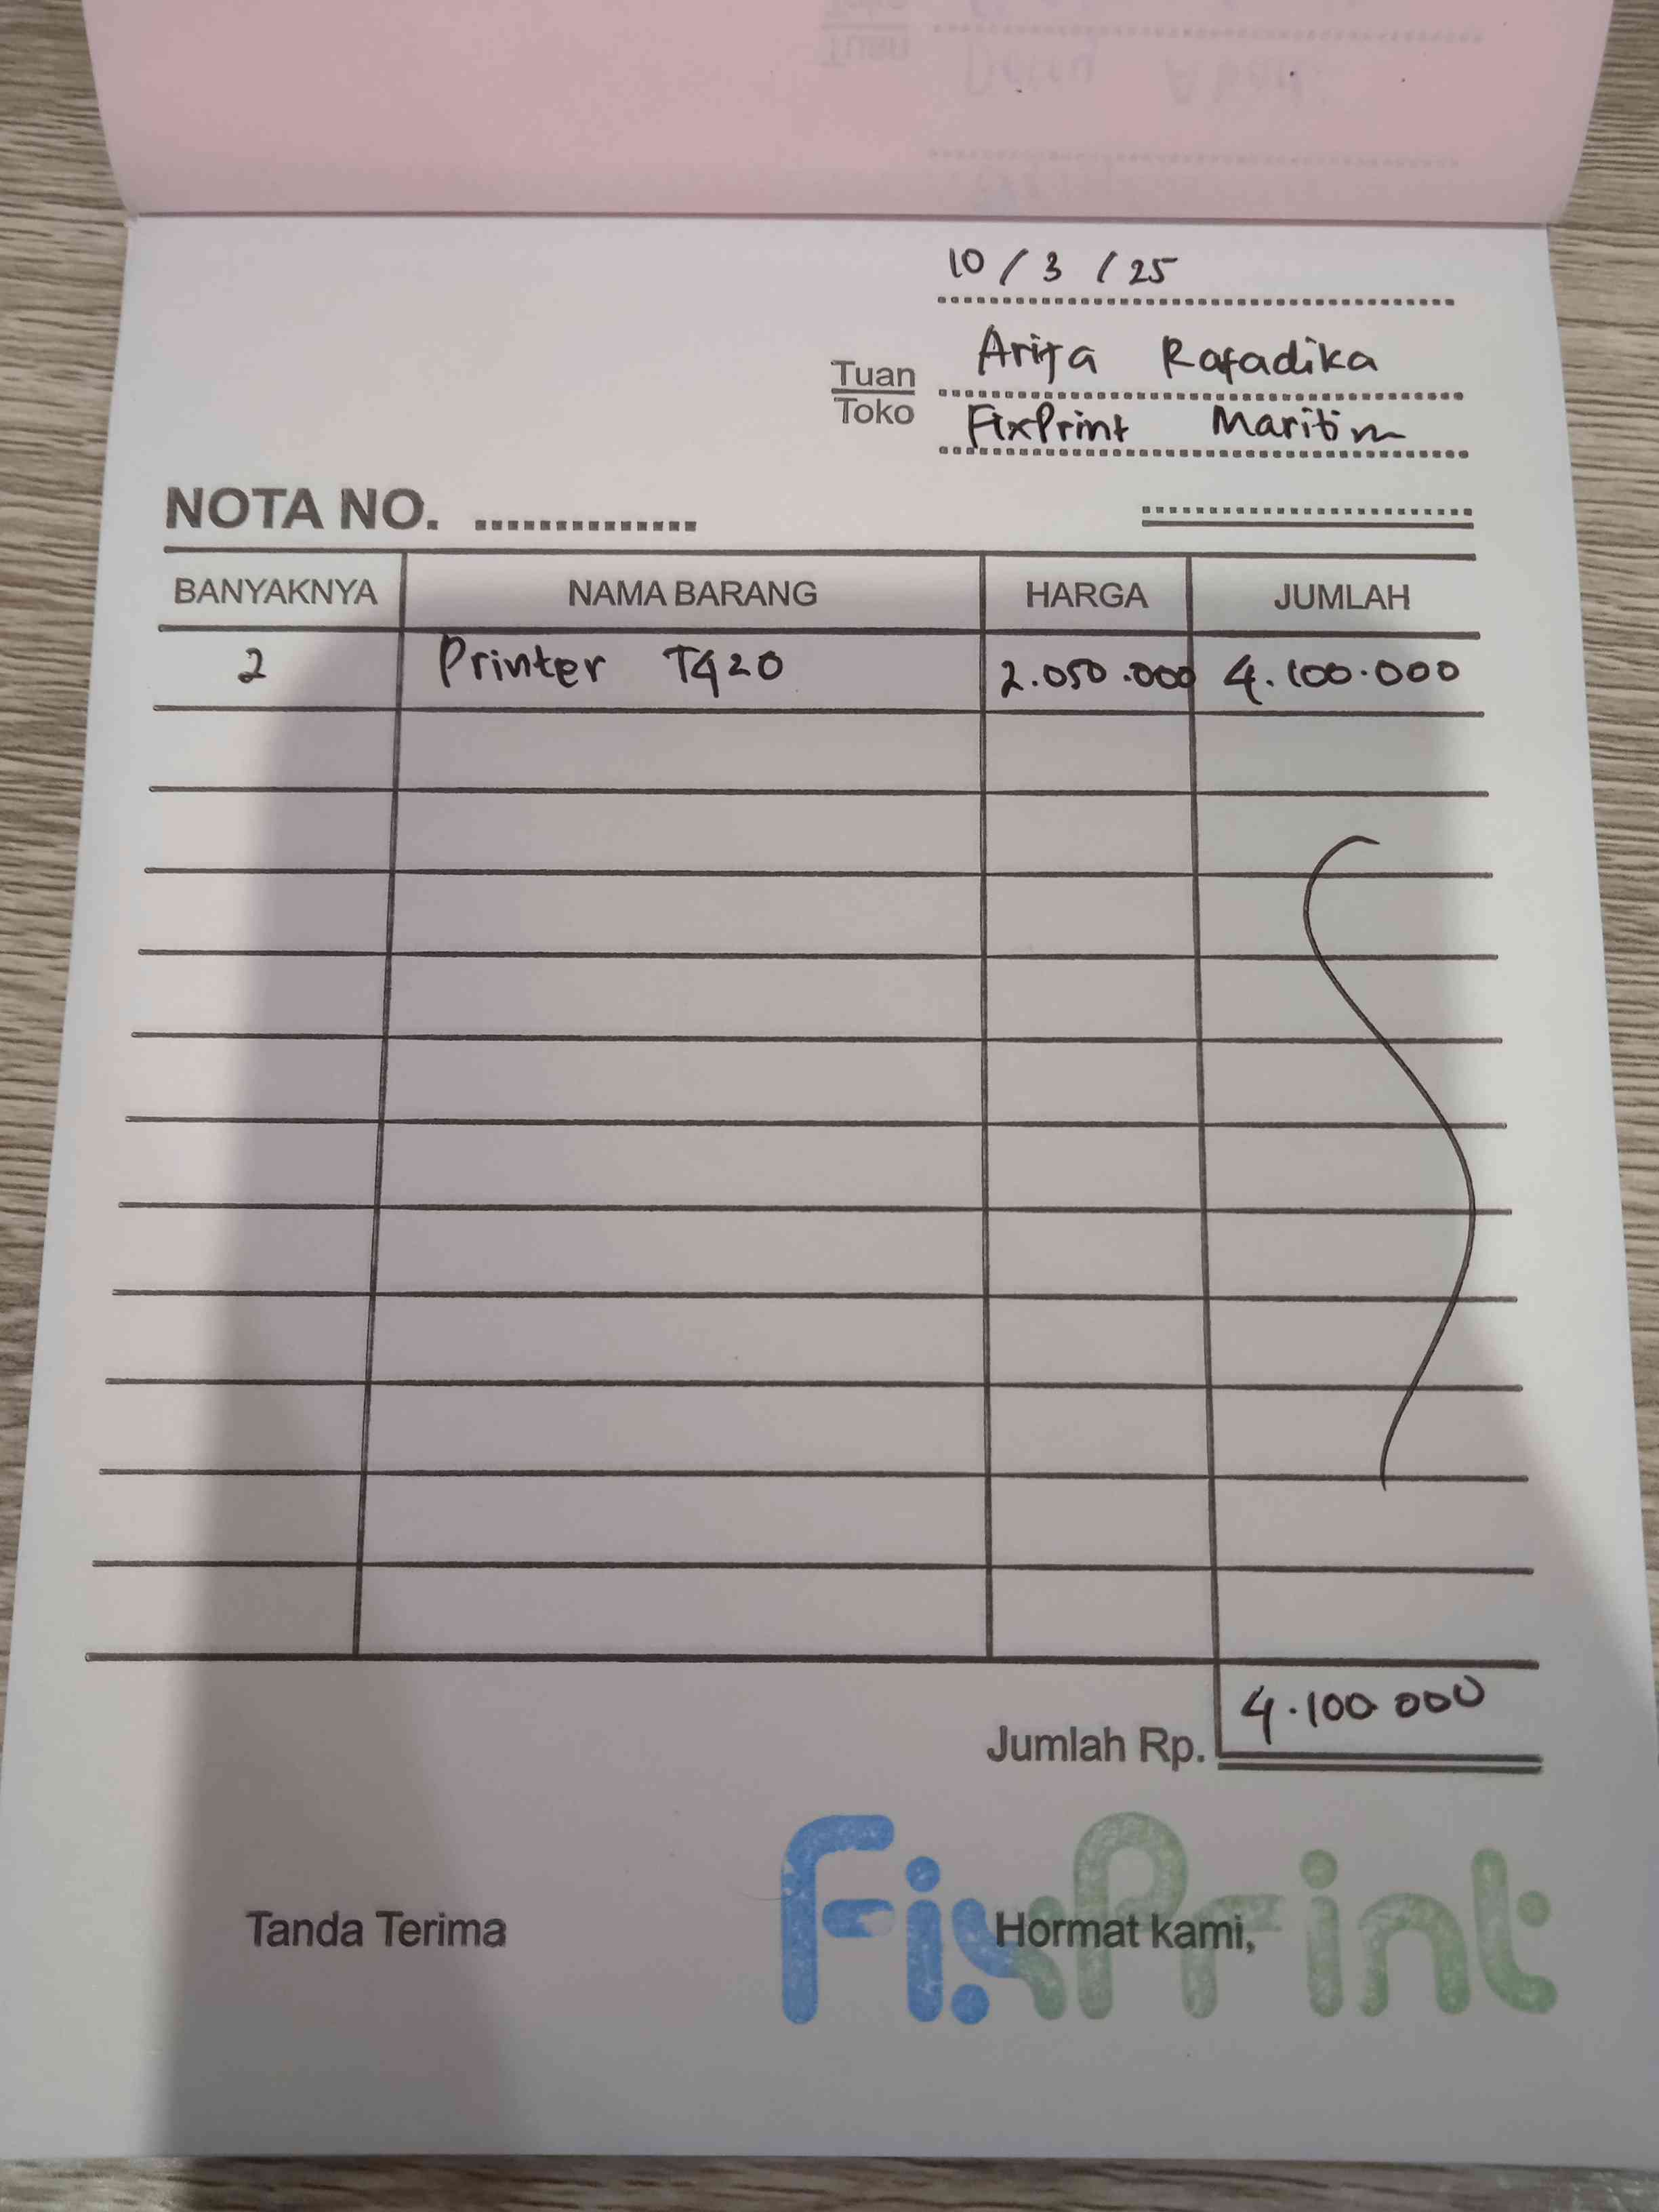 10 / 3 / 25
Tuan Arifa Rafadika
Toko FixPrint Maritim
NOTA NO. ..............
BANYAKNYA NAMA BARANG HARGA JUMLAH
2 Printer T420 2.050.000 4.100.000
Jumlah Rp. 4.100 000
Tanda Terima Hormat kami,
FixPrint